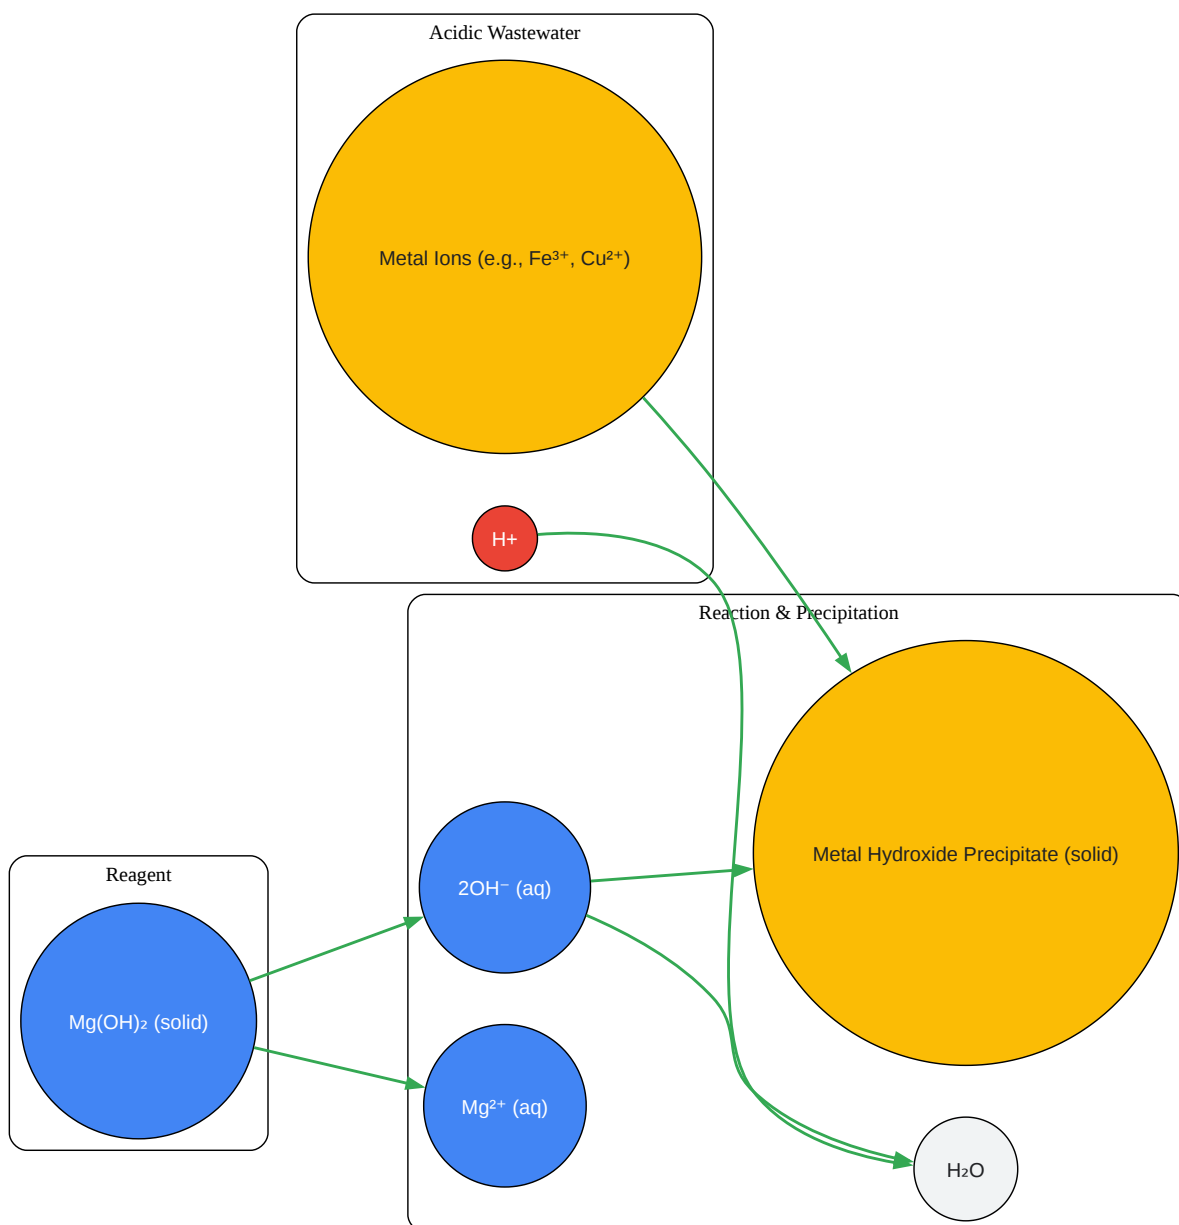 Acidic Wastewater
Metal Ions (e.g., Fe³⁺, Cu²⁺)
H+
Reaction & Precipitation
Metal Hydroxide Precipitate (solid)
2OH⁻ (aq)
Reagent
Mg(OH)₂ (solid)
Mg²⁺ (aq)
H₂O